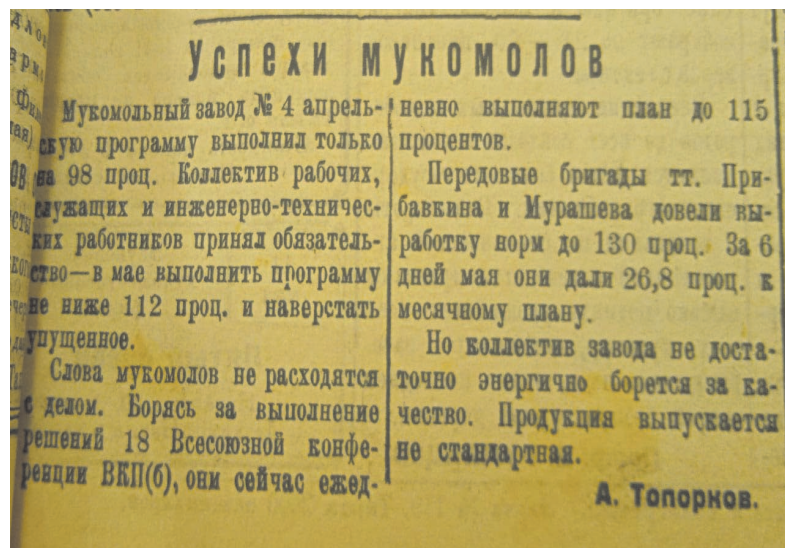 Успехи мукомолов
Мукомольный завод № 4 апрель-
скую программу выполнил только
на 98 проц. Коллектив рабочих,
служащих и инженерно-техничес-
ких работников принял обязатель-
ство—в мае выполнить программу
не ниже 112 проц. и наверстать
упущенное.
Слова мукомолов не расходятся
с делом. Борясь за выполнение
решений 18 Всесоюзной конфе-
ренции ВКП(б), они сейчас ежед-
невно выполняют план до 115
процентов.
Передовые бригады тт. При-
бавкина и Мурашева довели вы-
работку норм до 130 проц. За 6
дней мая они дали 26,8 проц. к
месячному плану.
Но коллектив завода не доста-
точно энергично борется за ка-
чество. Продукция выпускается
не стандартная.
А. Топорков.